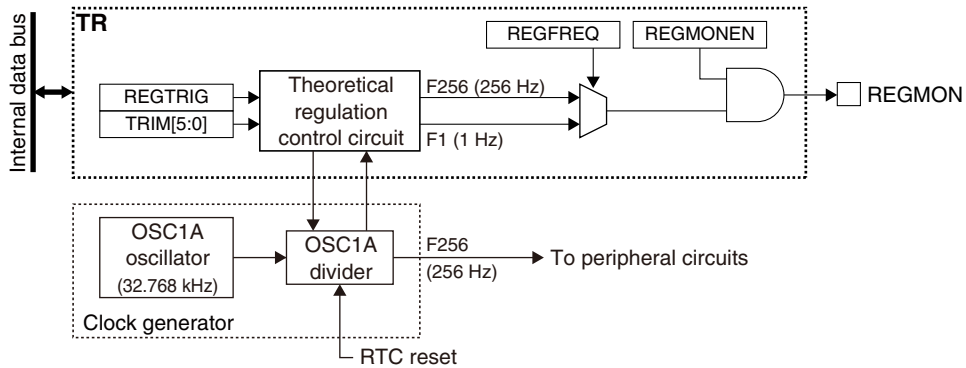 Internal data bus
TR
REGFREQ
REGMONEN
REGTRIG
TRIM[5:0]
Theoretical
regulation
control circuit
F256 (256 Hz)
F1 (1 Hz)
REGMON
OSC1A
oscillator
(32.768 kHz)
OSC1A
divider
F256
(256 Hz)
To peripheral circuits
Clock generator
RTC reset